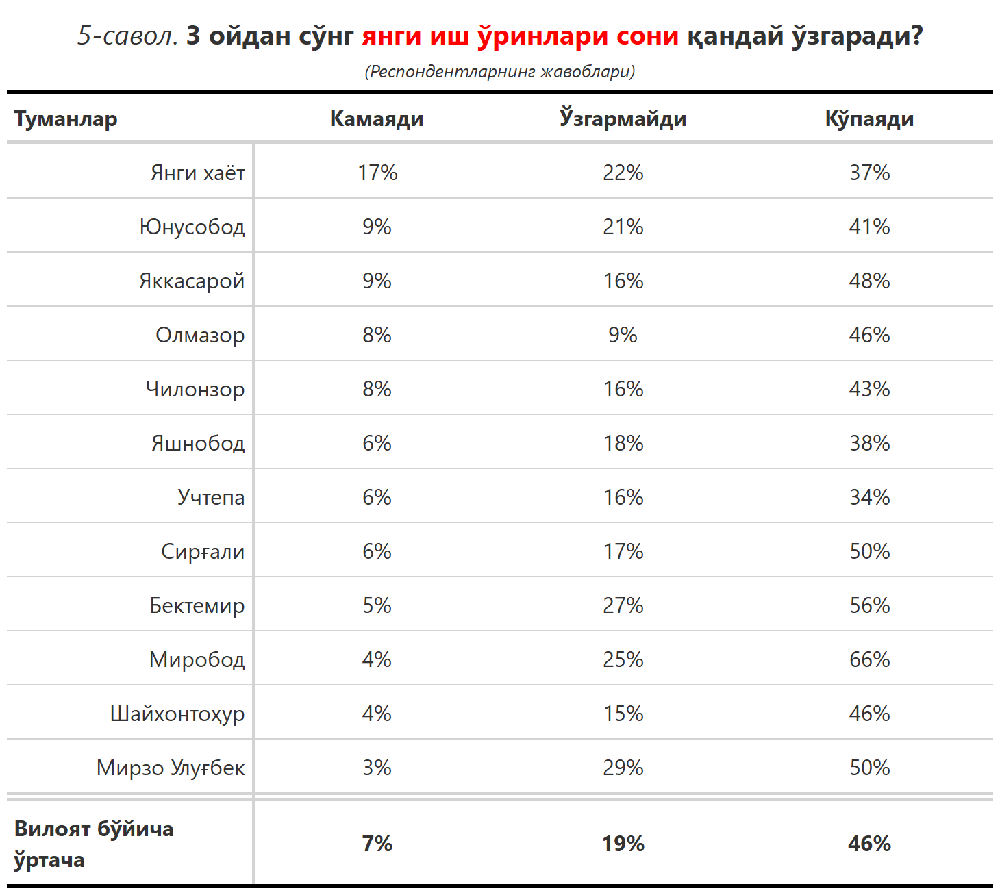 5-савол. 3 ойдан сўнг янги иш ўринлари сони қандай ўзгаради?
(Респондентларнинг жавоблари)
Туманлар Камаяди Ўзгармайди Кўпаяди
Янги хаёт 17% 22% 37%
Юнусобод 9% 21% 41%
Яккасарой 9% 16% 48%
Олмазор 8% 9% 46%
Чилонзор 8% 16% 43%
Яшнобод 6% 18% 38%
Учтепа 6% 16% 34%
Сирғали 6% 17% 50%
Бектемир 5% 27% 56%
Миробод 4% 25% 66%
Шайхонтоҳур 4% 15% 46%
Мирзо Улуғбек 3% 29% 50%
Вилоят бўйича
ўртача 7% 19% 46%